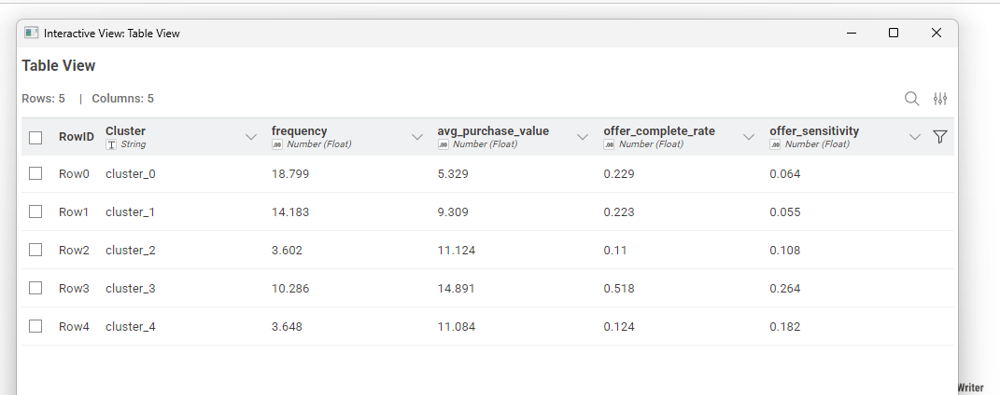 Interactive View: Table View
Table View
Rows: 5 | Columns: 5
RowID Cluster frequency avg_purchase_value offer_complete_rate offer_sensitivity
T String .00 Number (Float) .00 Number (Float) .00 Number (Float) .00 Number (Float)
Row0 cluster_0 18.799 5.329 0.229 0.064
Row1 cluster_1 14.183 9.309 0.223 0.055
Row2 cluster_2 3.602 11.124 0.11 0.108
Row3 cluster_3 10.286 14.891 0.518 0.264
Row4 cluster_4 3.648 11.084 0.124 0.182
Writer